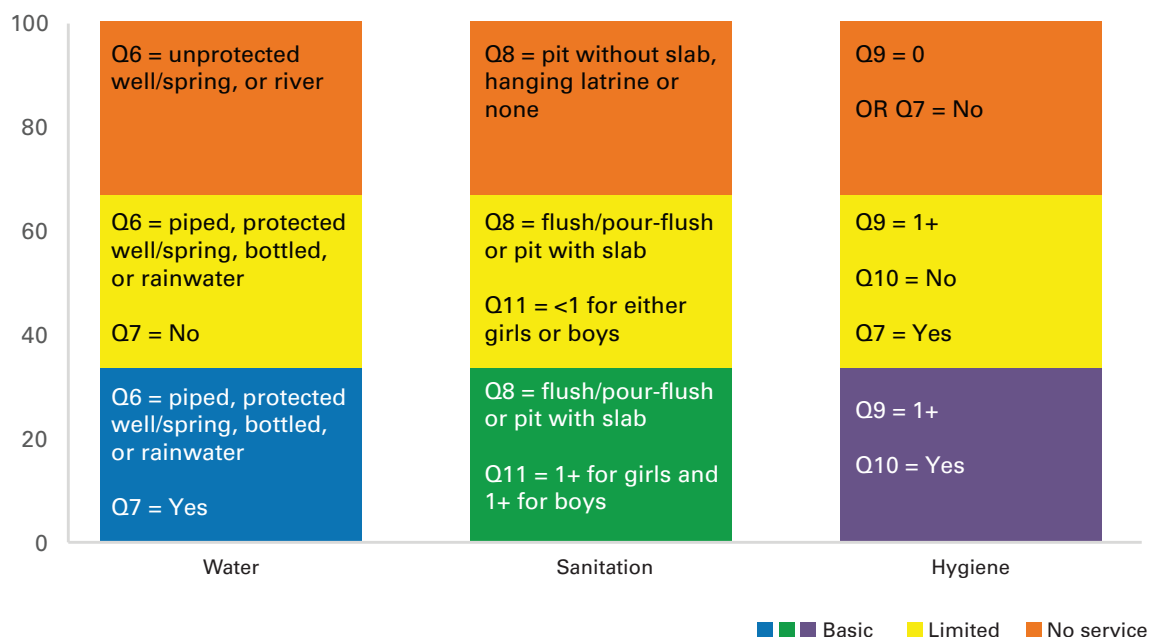 100
80
60
40
20
0
Q6 = unprotected
well/spring, or river
Q6 = piped, protected
well/spring, bottled,
or rainwater
Q7 = No
Q6 = piped, protected
well/spring, bottled,
or rainwater
Q7 = Yes
Q8 = pit without slab,
hanging latrine or
none
Q8 = flush/pour-flush
or pit with slab
Q11 = <1 for either
girls or boys
Q8 = flush/pour-flush
or pit with slab
Q11 = 1+ for girls and
1+ for boys
Q9 = 0
OR Q7 = No
Q9 = 1+
Q10 = No
Q7 = Yes
Q9 = 1+
Q10 = Yes
Water
Sanitation
Hygiene
Basic
Limited
No service